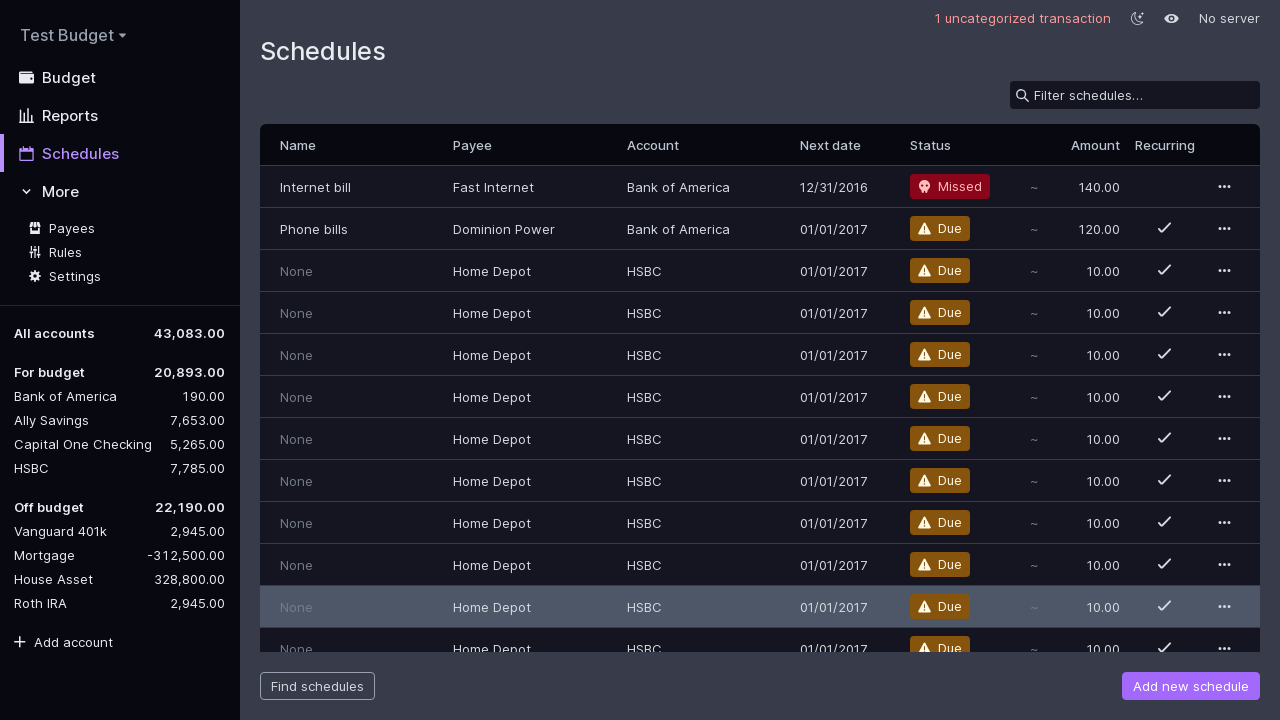 Test Budget
Budget
Reports
Schedules
More
Payees
Rules
Settings
All accounts 43,083.00
For budget 20,893.00
Bank of America 190.00
Ally Savings 7,653.00
Capital One Checking 5,265.00
HSBC 7,785.00
Off budget 22,190.00
Vanguard 401k 2,945.00
Mortgage -312,500.00
House Asset 328,800.00
Roth IRA 2,945.00
Add account
1 uncategorized transaction No server
Schedules
Filter schedules...
Name Payee Account Next date Status Amount Recurring
Internet bill Fast Internet Bank of America 12/31/2016 Missed ~ 140.00
Phone bills Dominion Power Bank of America 01/01/2017 Due ~ 120.00
None Home Depot HSBC 01/01/2017 Due ~ 10.00
None Home Depot HSBC 01/01/2017 Due ~ 10.00
None Home Depot HSBC 01/01/2017 Due ~ 10.00
None Home Depot HSBC 01/01/2017 Due ~ 10.00
None Home Depot HSBC 01/01/2017 Due ~ 10.00
None Home Depot HSBC 01/01/2017 Due ~ 10.00
None Home Depot HSBC 01/01/2017 Due ~ 10.00
None Home Depot HSBC 01/01/2017 Due ~ 10.00
None Home Depot HSBC 01/01/2017 Due ~ 10.00
None Home Depot HSBC 01/01/2017 Due ~ 10.00
Find schedules Add new schedule